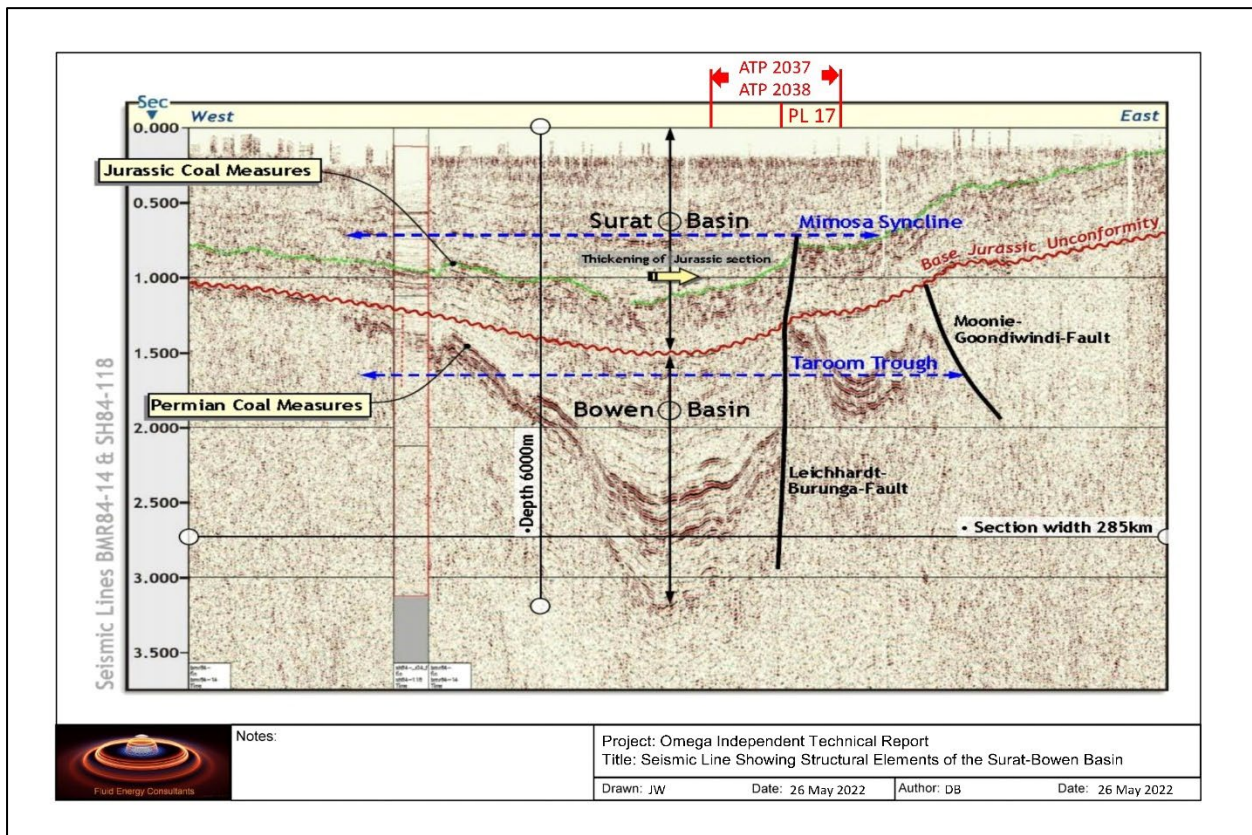 ATP 2037
ATP 2038
PL 17
Sec
West
East
0.000
0.500
1.000
1.500
2.000
2.500
3.000
3.500
Jurassic Coal Measures
Surat Basin
Mimosa Syncline
Thickening of Jurassic section
Base Jurassic Unconformity
Moonie-
Goondiwindi-Fault
Taroom Trough
Permian Coal Measures
Bowen Basin
•Depth 6000m
Leichhardt-
Burunga-Fault
• Section width 285km
Seismic Lines BMR84-14 & SH84-118
Fluid Energy Consultants
Notes:
Project: Omega Independent Technical Report
Title: Seismic Line Showing Structural Elements of the Surat-Bowen Basin
Drawn: JW Date: 26 May 2022 Author: DB Date: 26 May 2022